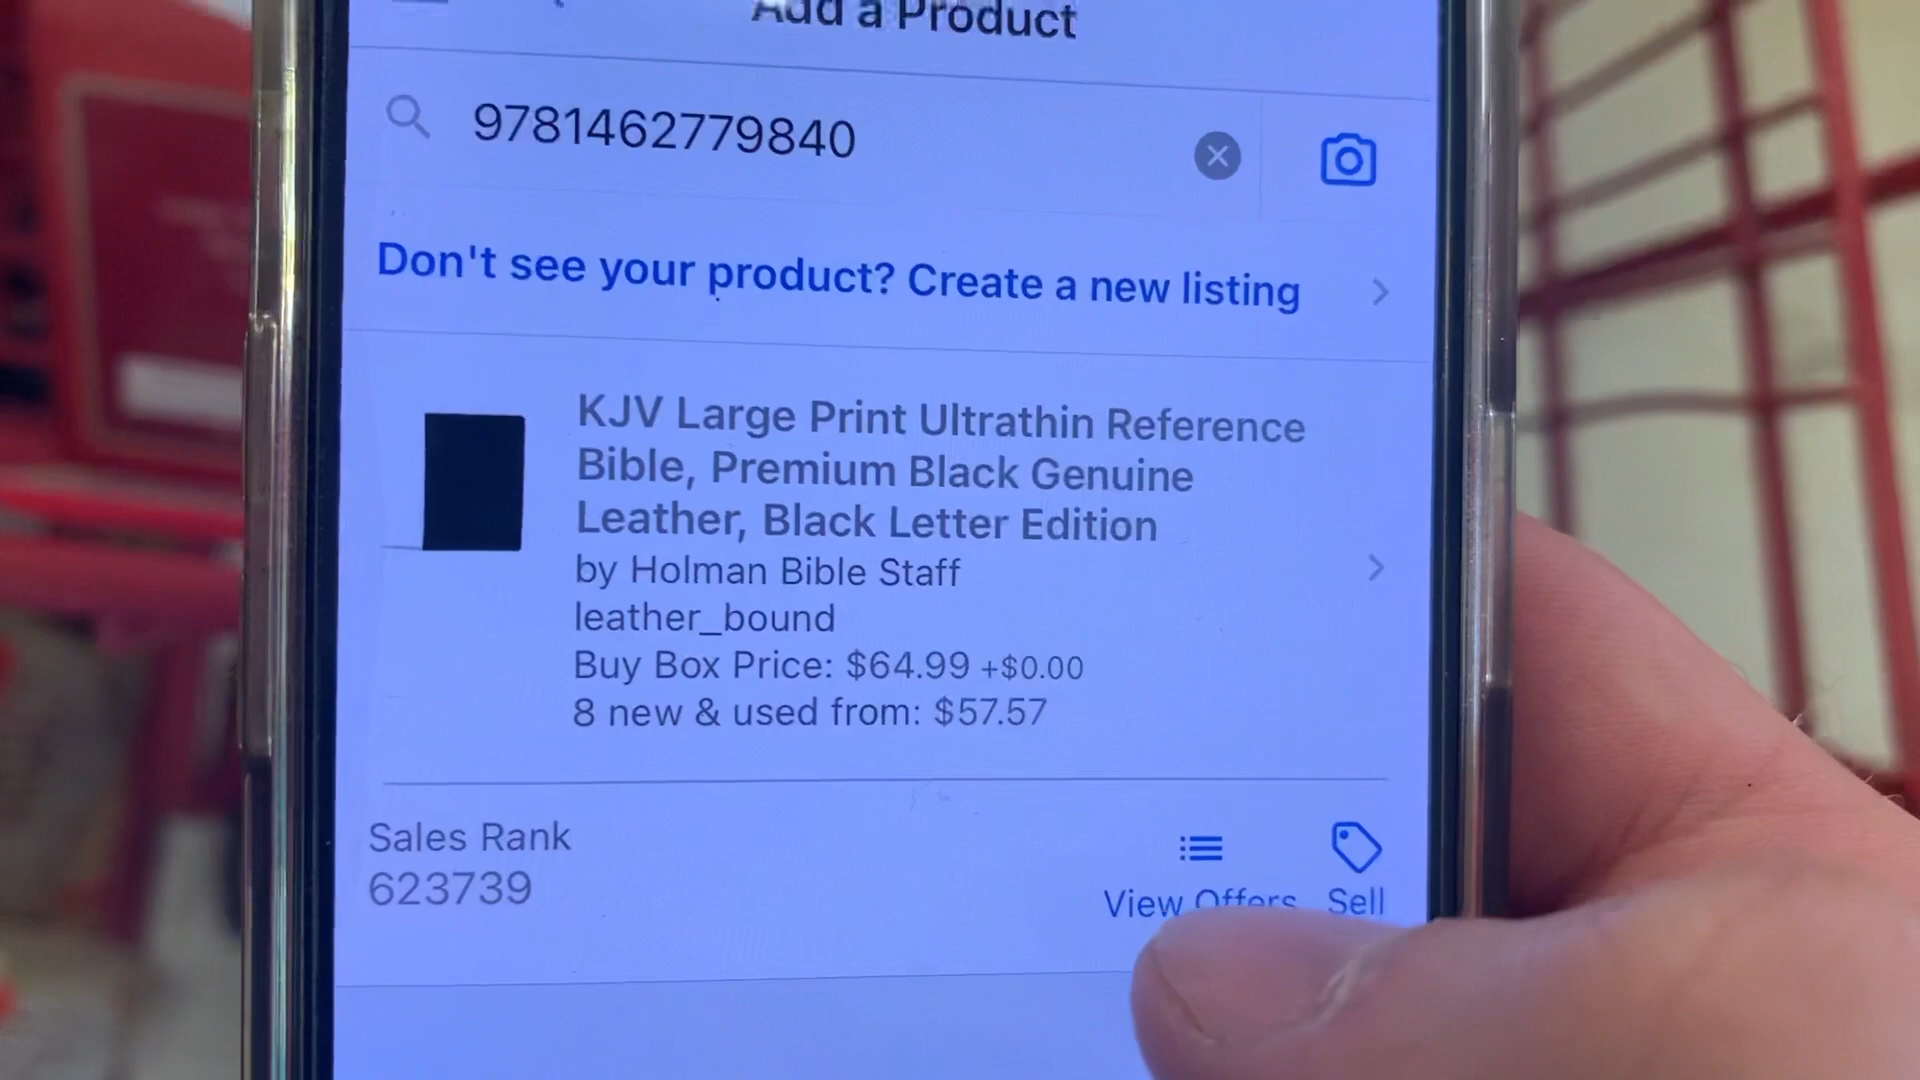 Add a Product
9781462779840
Don't see your product? Create a new listing
KJV Large Print Ultrathin Reference
Bible, Premium Black Genuine
Leather, Black Letter Edition
by Holman Bible Staff
leather_bound
Buy Box Price: $64.99 +$0.00
8 new & used from: $57.57
Sales Rank
623739
View Offers
Sell